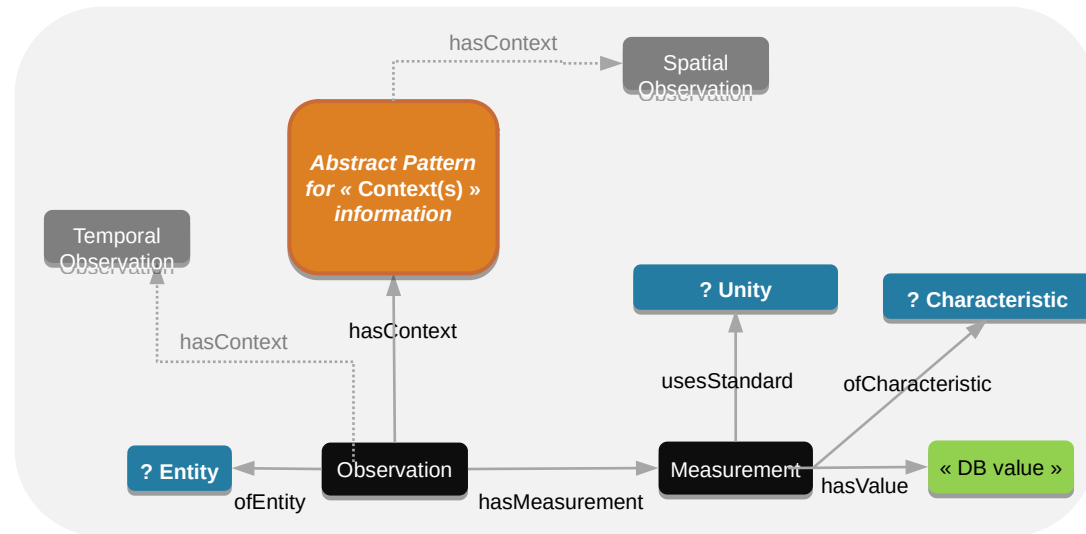 hasContext
Spatial
Observation
Abstract Pattern
for « Context(s) »
information
Temporal
Observation
? Unity
? Characteristic
hasContext
hasContext
usesStandard
ofCharacteristic
? Entity
Observation
Measurement
« DB value »
ofEntity
hasMeasurement
hasValue